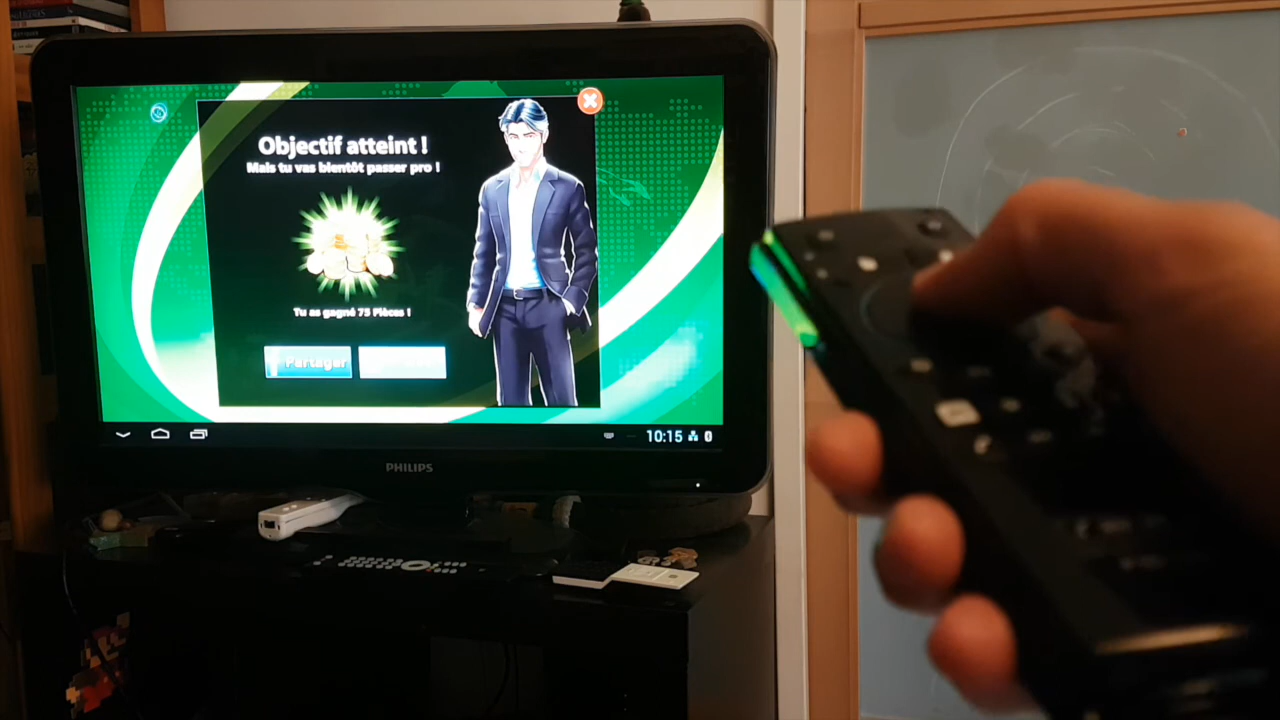 Objectif atteint !
Mais tu vas bientôt passer pro !
Tu as gagné 75 Pièces !
Partager
10:15
PHILIPS